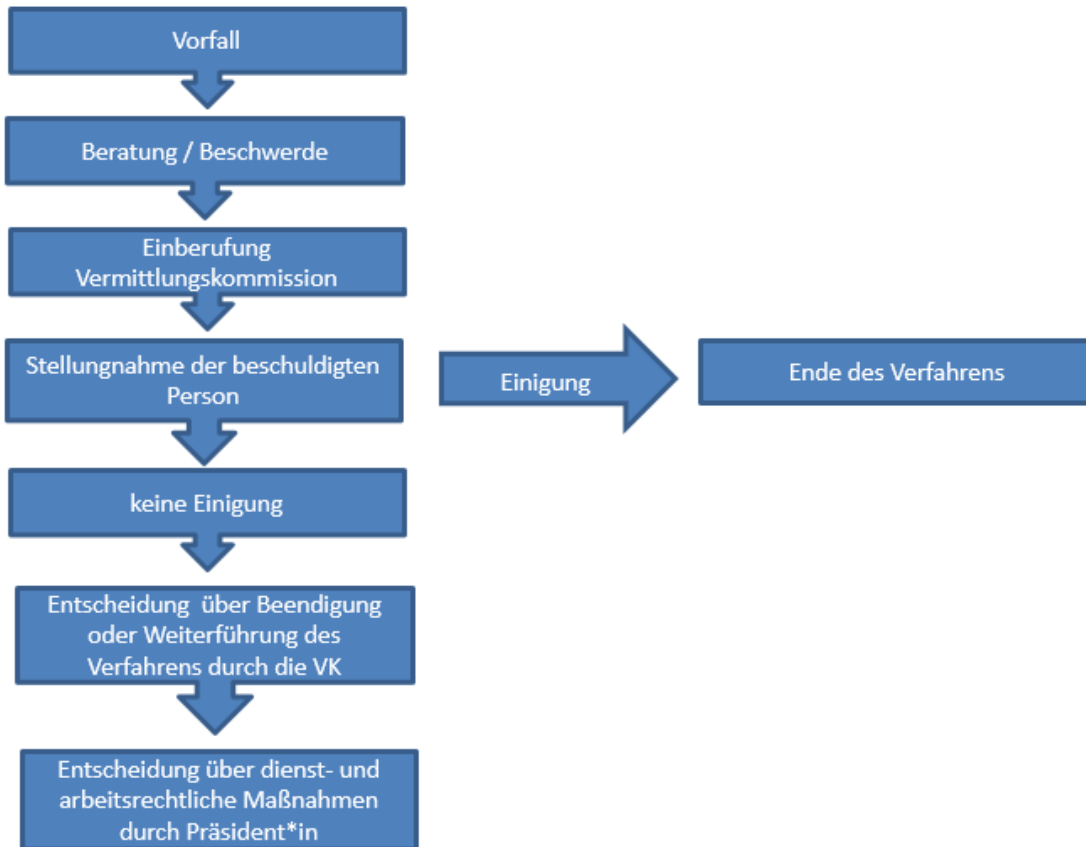 Vorfall
Beratung / Beschwerde
Einberufung
Vermittlungskommission
Stellungnahme der beschuldigten
Person
Einigung
Ende des Verfahrens
keine Einigung
Entscheidung über Beendigung
oder Weiterführung des
Verfahrens durch die VK
Entscheidung über dienst- und
arbeitsrechtliche Maßnahmen
durch Präsident*in